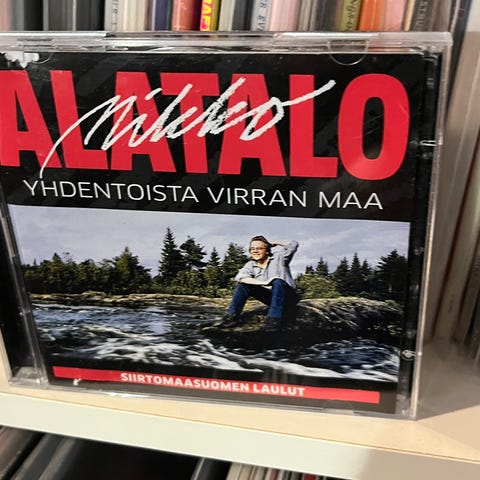 Mikko
ALATALO
YHDENTOISTA VIRRAN MAA
SIIRTOMAASUOMEN LAULUT